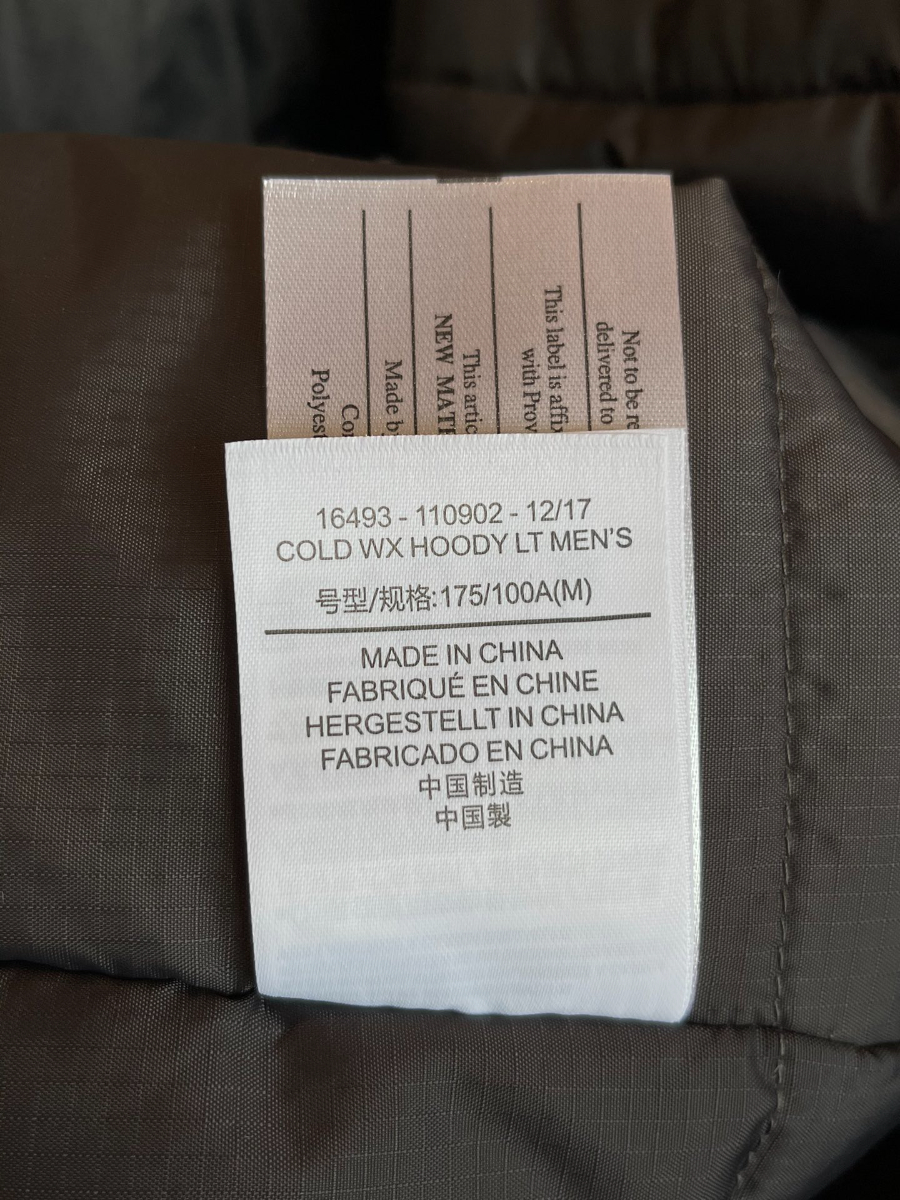 16493 - 110902 - 12/17
COLD WX HOODY LT MEN'S
号型/规格:175/100A(M)
MADE IN CHINA
FABRIQUÉ EN CHINE
HERGESTELLT IN CHINA
FABRICADO EN CHINA
中国制造
中国製
Not to be re
delivered to
This label is affix
with Prov
This artic
NEW MATE
Made b
Co
Polyes